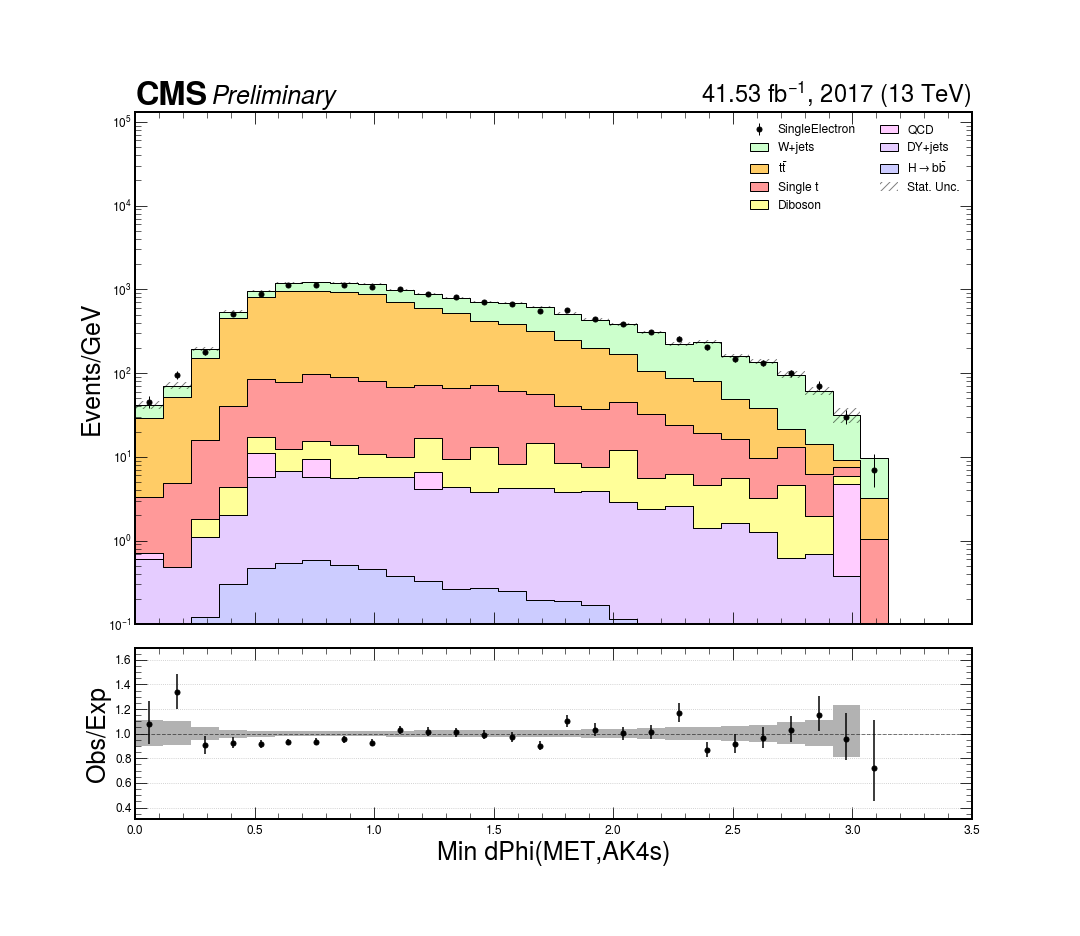 CMS Preliminary
41.53 fb⁻¹, 2017 (13 TeV)
Events/GeV
10⁵
10⁴
10³
10²
10¹
10⁰
10⁻¹
SingleElectron
W+jets
tt̄
Single t
Diboson
QCD
DY+jets
H→bb̄
Stat. Unc.
Obs/Exp
1.6
1.4
1.2
1.0
0.8
0.6
0.4
0.0 0.5 1.0 1.5 2.0 2.5 3.0 3.5
Min dPhi(MET,AK4s)